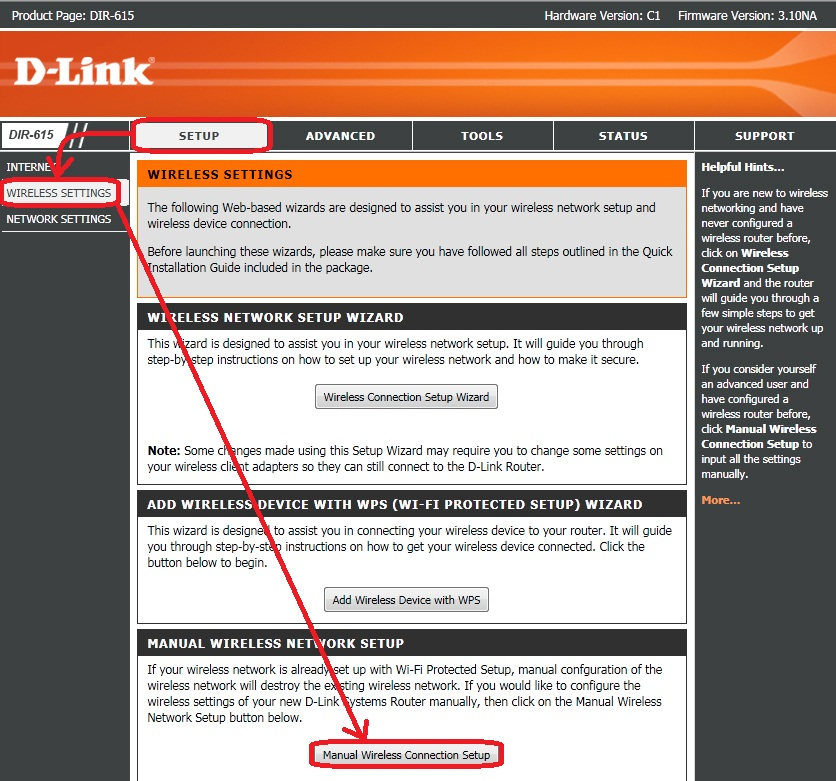 Product Page: DIR-615
Hardware Version: C1 Firmware Version: 3.10NA
D-Link
DIR-615
SETUP
ADVANCED
TOOLS
STATUS
SUPPORT
INTERNET
WIRELESS SETTINGS
NETWORK SETTINGS
WIRELESS SETTINGS
The following Web-based wizards are designed to assist you in your wireless network setup and
wireless device connection.
Before launching these wizards, please make sure you have followed all steps outlined in the Quick
Installation Guide included in the package.
WIRELESS NETWORK SETUP WIZARD
This wizard is designed to assist you in your wireless network setup. It will guide you through
step-by-step instructions on how to set up your wireless network and how to make it secure.
Wireless Connection Setup Wizard
Note: Some changes made using this Setup Wizard may require you to change some settings on
your wireless client adapters so they can still connect to the D-Link Router.
ADD WIRELESS DEVICE WITH WPS (WI-FI PROTECTED SETUP) WIZARD
This wizard is designed to assist you in connecting your wireless device to your router. It will guide
you through step-by-step instructions on how to get your wireless device connected. Click the
button below to begin.
Add Wireless Device with WPS
MANUAL WIRELESS NETWORK SETUP
If your wireless network is already set up with Wi-Fi Protected Setup, manual confguration of the
wireless network will destroy the existing wireless network. If you would like to configure the
wireless settings of your new D-Link Systems Router manually, then click on the Manual Wireless
Network Setup button below.
Manual Wireless Connection Setup
Helpful Hints...
If you are new to wireless
networking and have
never configured a
wireless router before,
click on Wireless
Connection Setup
Wizard and the router
will guide you through a
few simple steps to get
your wireless network up
and running.
If you consider yourself
an advanced user and
have configured a
wireless router before,
click Manual Wireless
Connection Setup to
input all the settings
manually.
More...